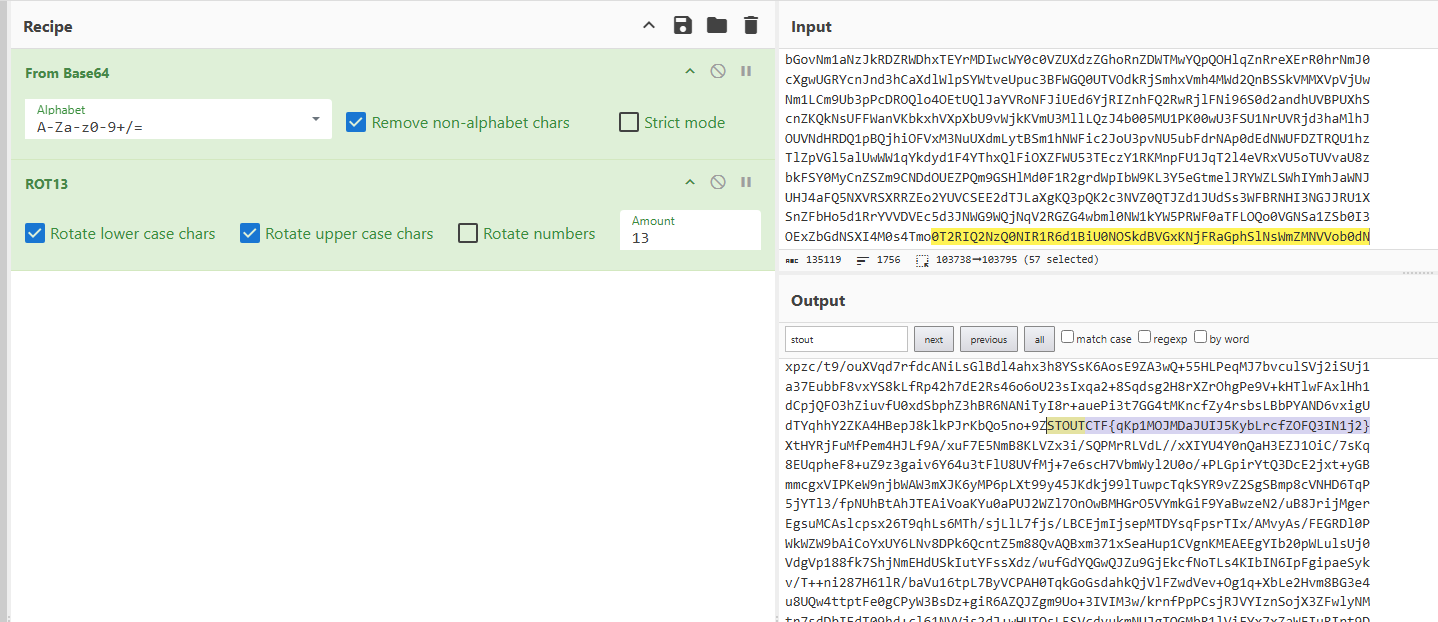 Recipe
From Base64
Alphabet
A-Za-z0-9+/=
Remove non-alphabet chars
Strict mode
ROT13
Rotate lower case chars
Rotate upper case chars
Rotate numbers
Amount
13
Input
bGovNm1aNzJkRDZRWDhxTEYrMDIwcWY0c0VZUXdzZGhoRnZDWTMwYQpQOHlqZnRreXErR0hrNmJ0
cXgwUGRYcnJnd3hCaXdlWlpSYWtveUpuc3BFWGQ0UTVOdkRjSmhxVmh4MWd2QnBSSkVMMXVpVjUw
Nm1LCm9Ub3pPcDROQlo4OEtUQlJaYVRoNFJiUEd6YjRIZnhFQ2RwRjlFNi96S0d2andhUVBPUXhS
cnZKQkNsUFFWanVKbkxhVXpXbU9vWjkKVmU3MllLQzJ4b005MU1PK00wU3FSU1NrUVRjd3haMlhJ
OUVNdHRDQ1pBQjhiOFVxM3NuUXdmLytBSm1hNWFic2JoU3pvNU5ubFdrNAp0dEdNWUFDZTRQU1hz
TlZpVGl5alUwWW1qYkdyd1F4YThxQlFiOXZFWU53TEczY1RKMnpFU1JqT2l4eVRxVU5oTUVvaU8z
bkFSY0MyCnZSZm9CNDdOUEZPQm9GSHlMd0F1R2grdWpIbW9KL3Y5eGtmelJRYWZLSWhIYmhJaWNJ
UHJ4aFQ5NXVRSXRRZEo2YUVCSEE2dTJLaXgKQ3pQK2c3NVZ0QTJZd1JUdSs3WFBRNHI3NGJJRU1X
SnZFbHo5d1RrYVVDVEc5d3JNWG9WQjNqV2RGZG4wbml0NW1kYW5PRWF0aTFLOQo0VGNSa1ZSb0I3
OExZbGdNSXI4M0s4Tmo0T2RIQ2NzQ0NIR1R6d1BiU0NOSkdBVGxKNjFRaGphSlNsWmZMNVVob0dN
135119
1756
103738→103795 (57 selected)
Output
stout
next
previous
all
match case
regexp
by word
xpzc/t9/ouXVqd7rfdcANiLsGlBdl4ahx3h8YSsK6AosE9ZA3wQ+55HLPeqMJ7bvculSVj2iSUj1
a37EubbF8vxYS8kLfRp42h7dE2Rs46o6oU23sIxqa2+8Sqdsg2H8rXZrOhgPe9V+kHTlwFAxlHh1
dCpjQFO3hZiuvfU0xdSbphZ3hBR6NANiTyI8r+auePi3t7GG4tMKncfZy4rsbsLBbPYAND6vxigU
dTYqhhY2ZKA4HBepJ8klkPJrKbQo5no+9ZSTOUTCTF{qKp1MOJMDaJUIJ5KybLrcfZOFQ3IN1j2}
XtHYRjFuMfPem4HJLf9A/xuF7E5NmB8KLVZx3i/SQPMrRLVdL//xXIYU4Y0nQaH3EZJ1OiC/7sKq
8EUqpheF8+uZ9z3gaiv6Y64u3tFlU8UVfMj+7e6scH7VbmWyl2U0o/+PLGpirYtQ3DcE2jxt+yGB
mmcgxVIPKeW9njbWAW3mXJK6yMP6pLXt99y45JKdkj99lTuwpcTqkSYR9vZ2SgSBmp8cVNHD6TqP
5jYTl3/fpNUhBtAhJTEAiVoaKYu0aPUJ2WZl7OnOwBMHGrO5VYmkGiF9YaBwzeN2/uB8JrijMger
EgsuMCAslcpsx26T9qhLs6MTh/sjLlL7fjs/LBCEjmIjsepMTDYsqFpsrTIx/AMvyAs/FEGRDl0P
WkWZW9bAiCoYxUY6LNv8DPk6QcntZ5m88QvAQBxm371xSeaHup1CVgnKMEAEEgYIb20pWLulsUj0
VdgVp188fk7ShjNmEHdUSkIutYFssXdz/wufGdYQGwQJZu9GjEkcfNoTLs4KIbIN6IpFgipaeSyk
v/T++ni287H61lR/baVu16tpL7ByVCPAH0TqkGoGsdahkQjVlFZwdVev+Og1q+XbLe2Hvm8BG3e4
u8UQw4ttptFe0gCPyW3BsDz+giR6AZQJZgm9Uo+3IVIM3w/krnfPpPCsjRJVYIznSojX3ZFwlyNM